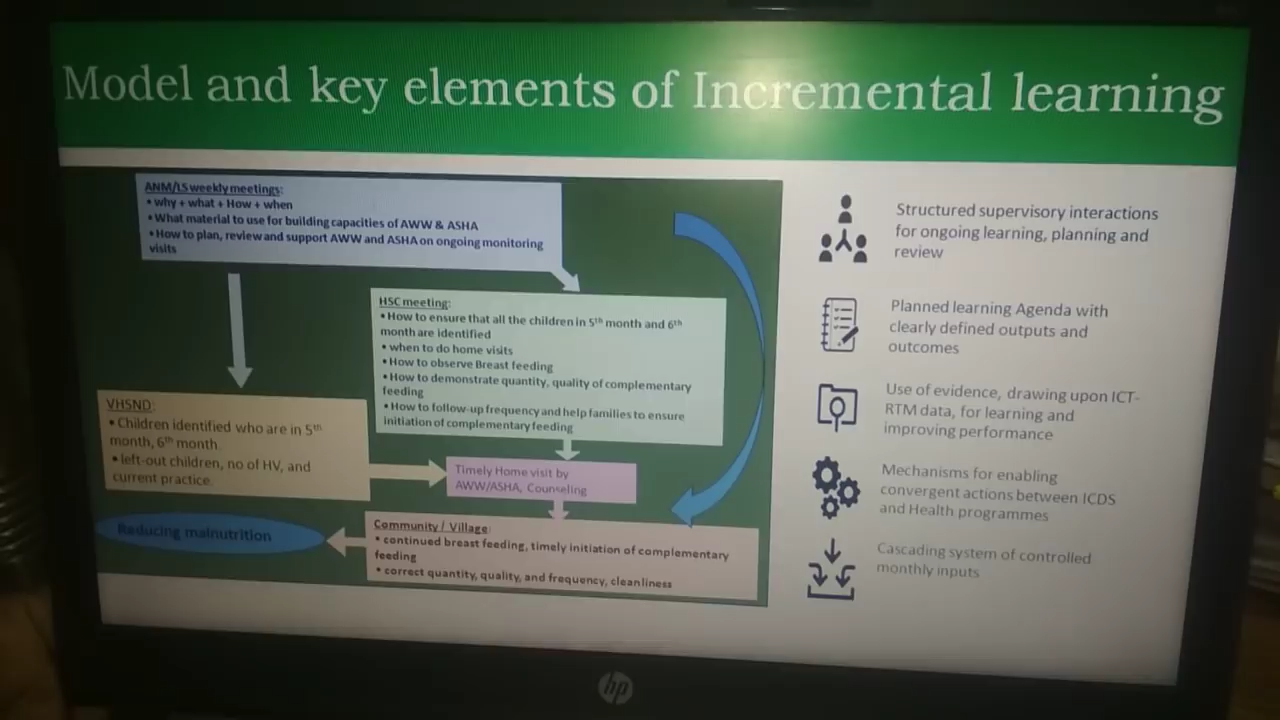 Model and key elements of Incremental learning
ANM/LS weekly meetings:
• why + what + How + when
• What material to use for building capacities of AWW & ASHA
• How to plan, review and support AWW and ASHA on ongoing monitoring
visits
HSC meeting:
• How to ensure that all the children in 5th month and 6th
month are identified
• when to do home visits
• How to observe Breast feeding
• How to demonstrate quantity, quality of complementary
feeding
• How to follow-up frequency and help families to ensure
initiation of complementary feeding
VHSND:
• Children identified who are in 5th
month, 6th month.
• left-out children, no of HV, and
current practice.
Timely Home visit by
AWW/ASHA, Counseling
Community / Village:
• continued breast feeding, timely initiation of complementary
feeding
• correct quantity, quality, and frequency, cleanliness
Reducing malnutrition
Structured supervisory interactions
for ongoing learning, planning and
review
Planned learning Agenda with
clearly defined outputs and
outcomes
Use of evidence, drawing upon ICT-
RTM data, for learning and
improving performance
Mechanisms for enabling
convergent actions between ICDS
and Health programmes
Cascading system of controlled
monthly inputs
hp